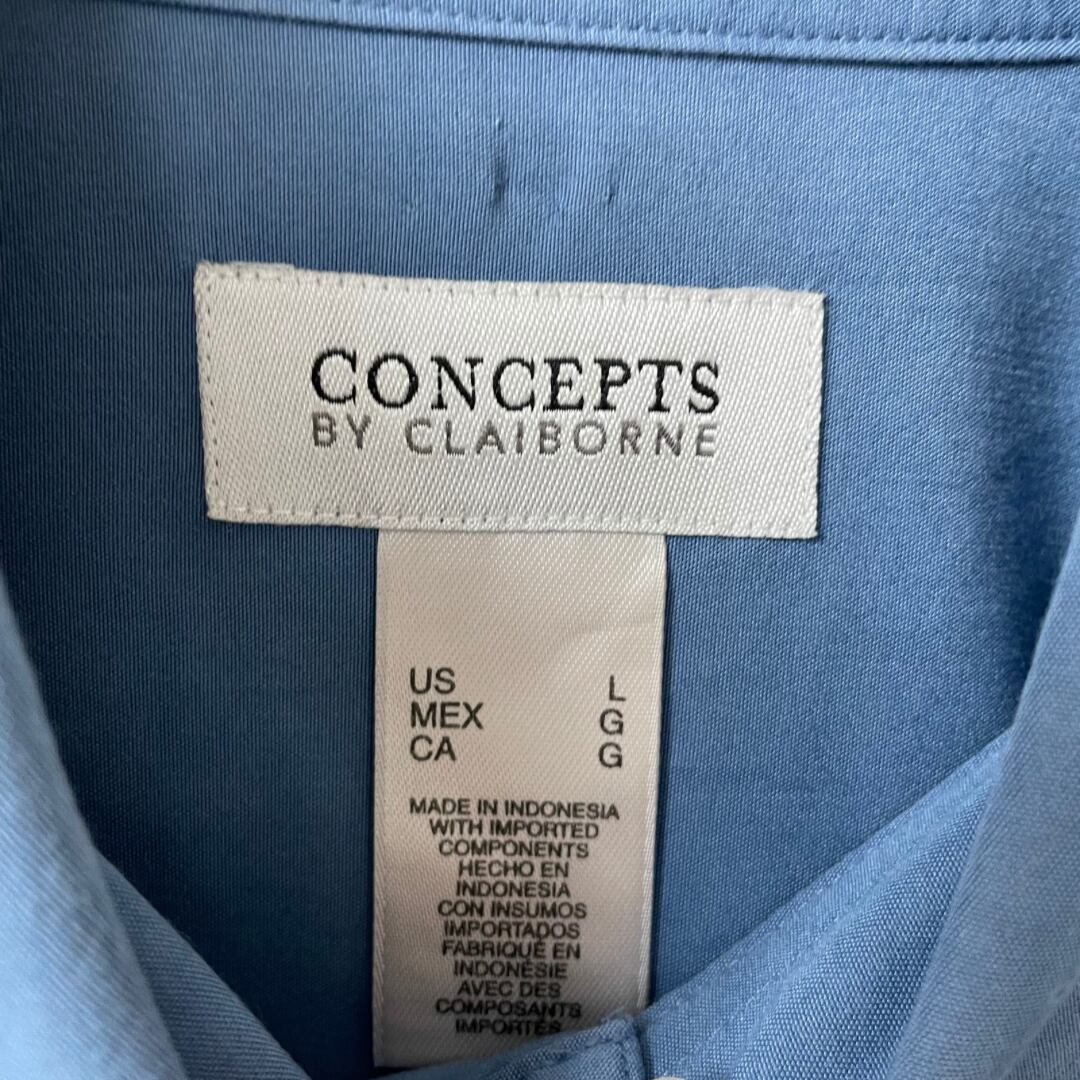 CONCEPTS
BY CLAIBORNE
US L
MEX G
CA G
MADE IN INDONESIA
WITH IMPORTED
COMPONENTS
HECHO EN
INDONESIA
CON INSUMOS
IMPORTADOS
FABRIQUÉ EN
INDONÉSIE
AVEC DES
COMPOSANTS
IMPORTÉS